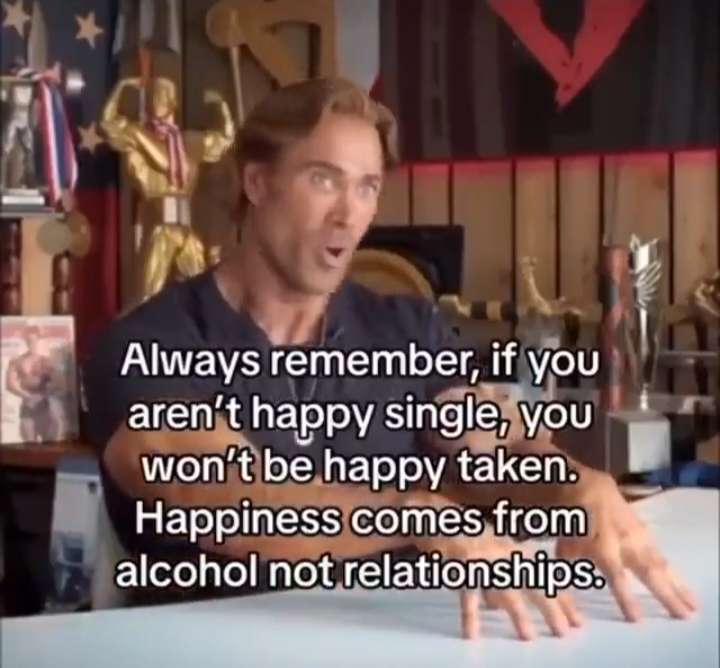 Always remember, if you
aren't happy single, you
won't be happy taken.
Happiness comes from
alcohol not relationships.